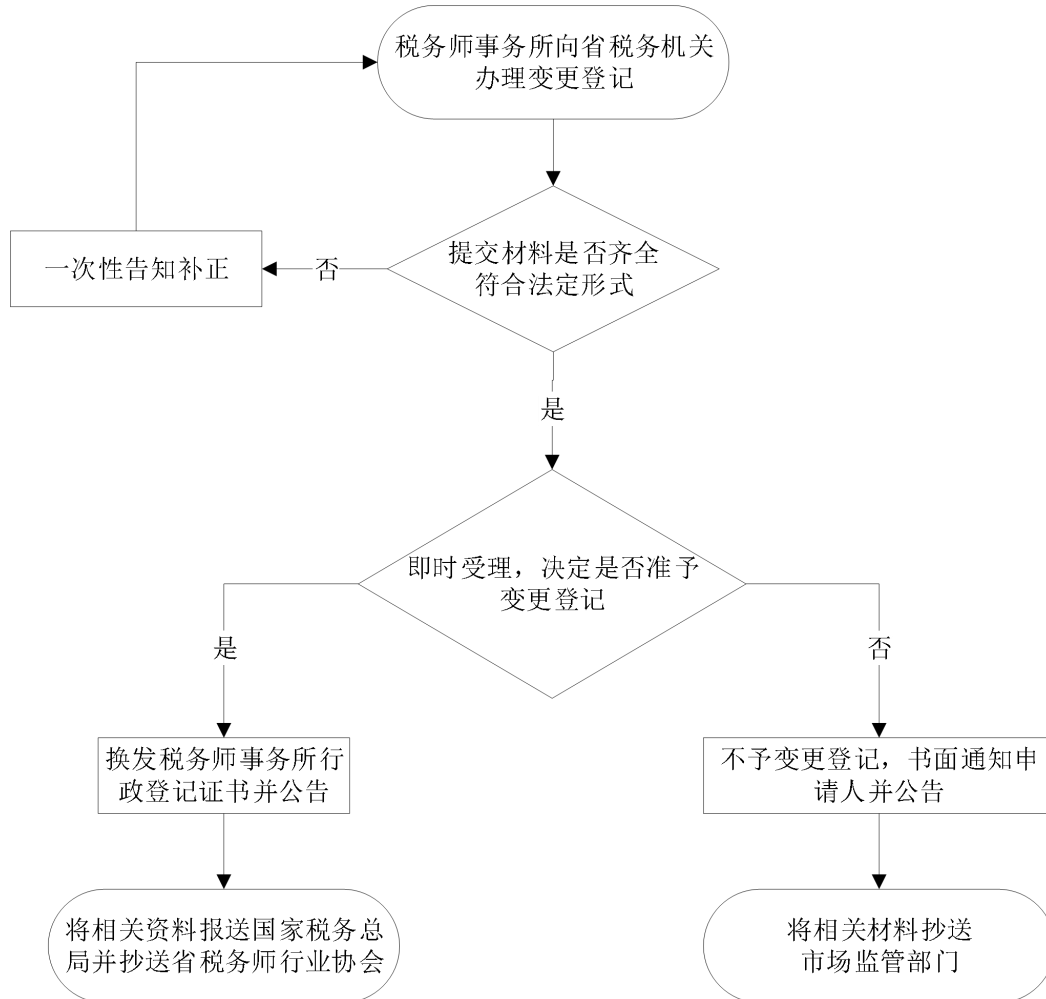 税务师事务所向省税务机关
办理变更登记
提交材料是否齐全
符合法定形式
否
一次性告知补正
是
即时受理，决定是否准予
变更登记
是
否
换发税务师事务所行
政登记证书并公告
不予变更登记，书面通知申
请人并公告
将相关资料报送国家税务总
局并抄送省税务师行业协会
将相关材料抄送
市场监管部门